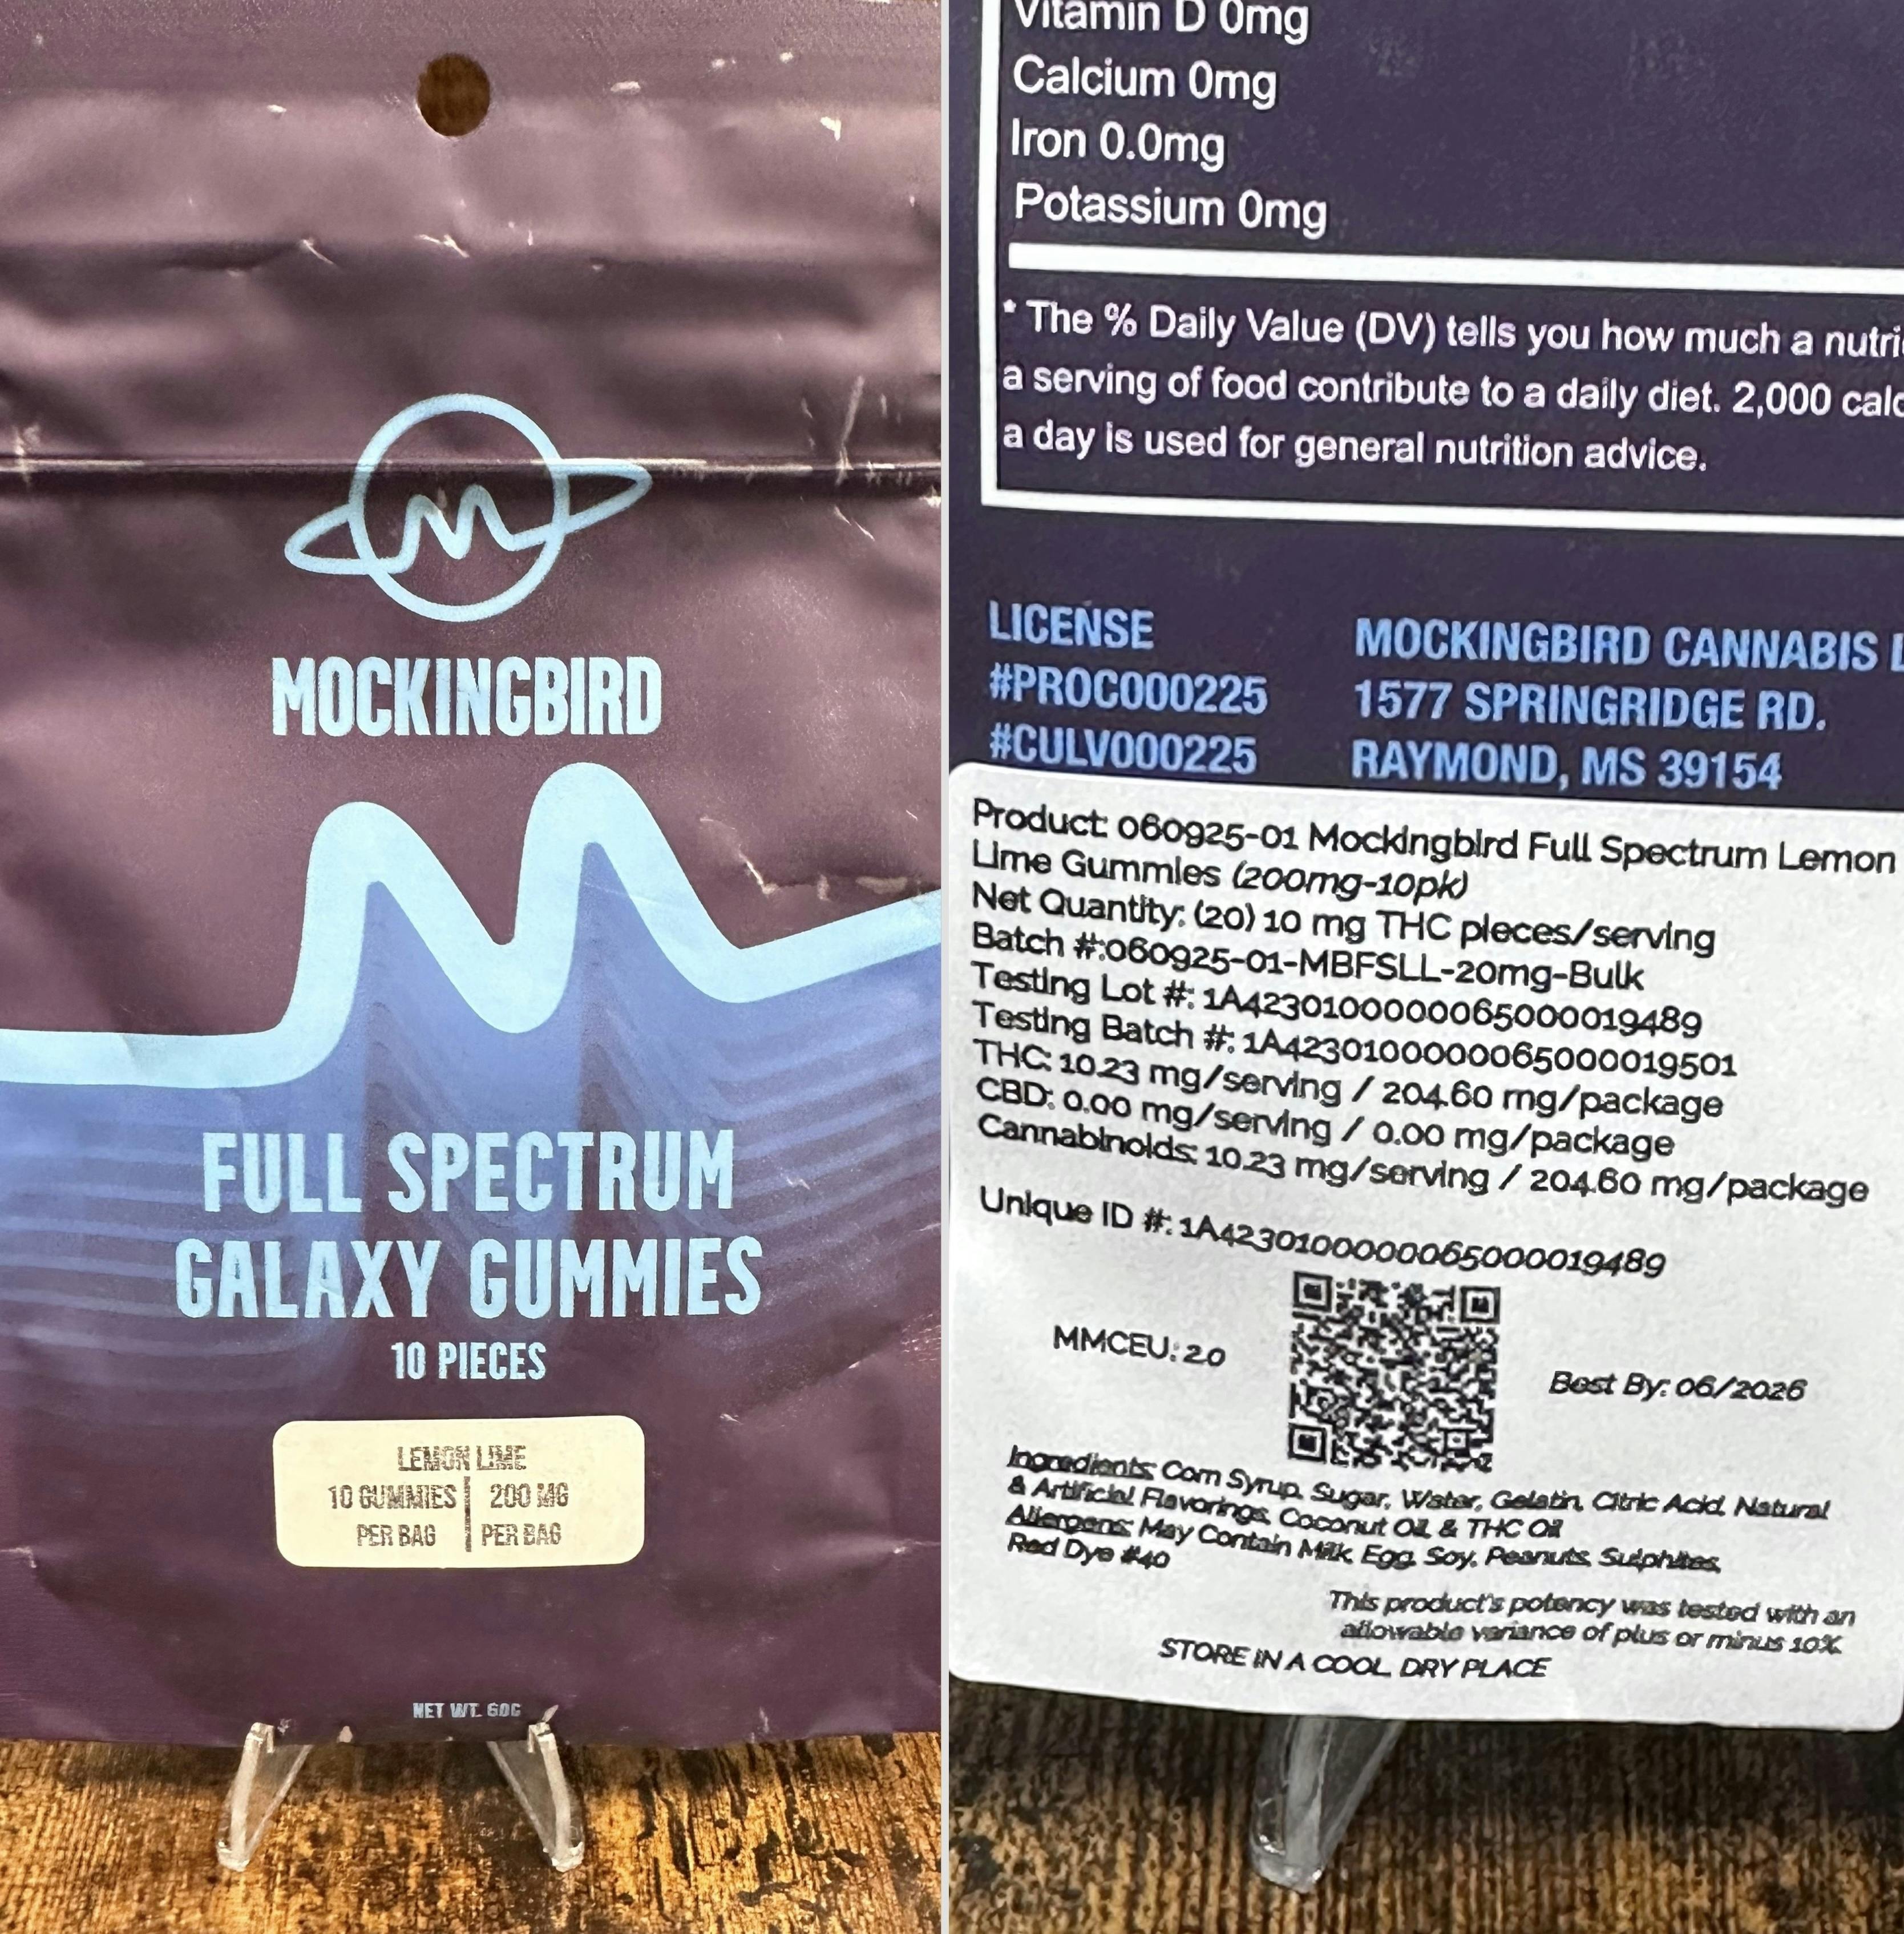 M
MOCKINGBIRD
FULL SPECTRUM
GALAXY GUMMIES
10 PIECES
LEMON LIME
10 GUMMIES | 200 MG
PER BAG | PER BAG
NET WT. 60G
Vitamin D 0mg
Calcium 0mg
Iron 0.0mg
Potassium 0mg
* The % Daily Value (DV) tells you how much a
a serving of food contribute to a daily diet. 2,000
a day is used for general nutrition advice.
LICENSE
#PROC000225
#CULV000225
MOCKINGBIRD CANNABIS
1577 SPRINGRIDGE RD.
RAYMOND, MS 39154
Product: 060925-01 Mockingbird Full Spectrum Lemon
Lime Gummies (200mg-10pk)
Net Quantity: (20) 10 mg THC pieces/serving
Batch #:060925-01-MBFSLL-20mg-Bulk
Testing Lot #: 1A4230100000065000019489
Testing Batch #: 1A4230100000065000019501
THC: 10.23 mg/serving / 204.60 mg/package
CBD: 0.00 mg/serving / 0.00 mg/package
Cannabinoids: 10.23 mg/serving / 204.60 mg/package
Unique ID #: 1A4230100000065000019489
MMCEU: 2.0
Best By: 06/2026
Ingredients: Corn Syrup, Sugar, Water, Gelatin, Citric Acid, Natural
& Artificial Flavorings, Coconut Oil, & THC Oil
Allergens: May Contain Milk, Egg, Soy, Peanuts, Sulphites,
Red Dye #40
This product's potency was tested with an
allowable variance of plus or minus 10%.
STORE IN A COOL, DRY PLACE